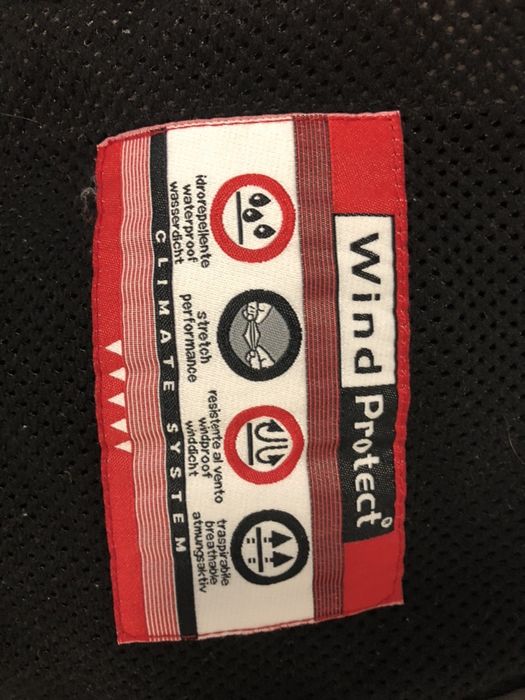 Wind Protect°
idrorepellente
waterproof
wasserdicht
stretch
performance
resistente al vento
windproof
winddicht
traspirabile
breathable
atmungsaktiv
CLIMATE SYSTEM